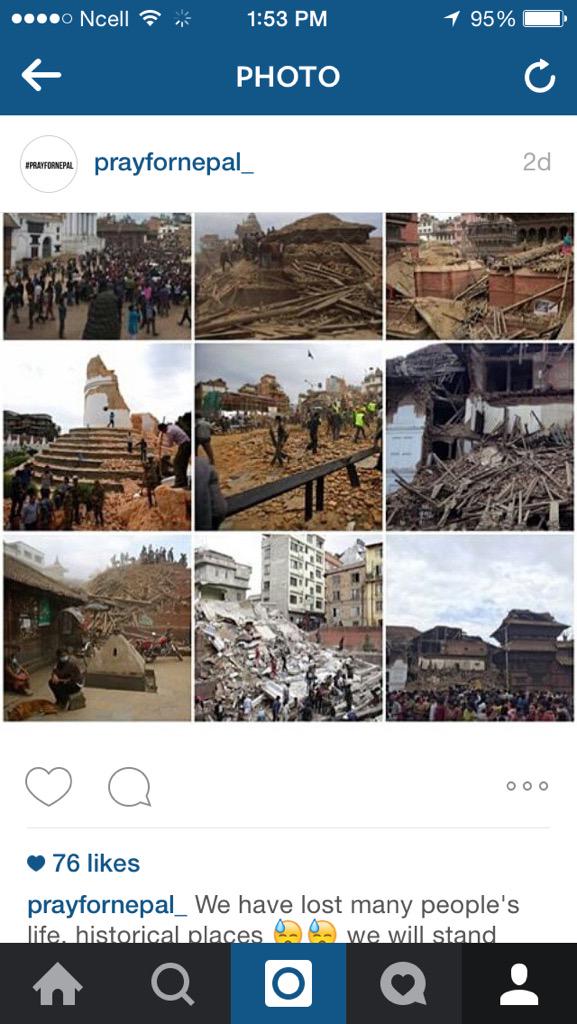 Ncell 1:53 PM 95%
PHOTO
#PRAYFORNEPAL prayfornepal_ 2d
76 likes
prayfornepal_ We have lost many people's
life, historical places 😓😓 we will stand